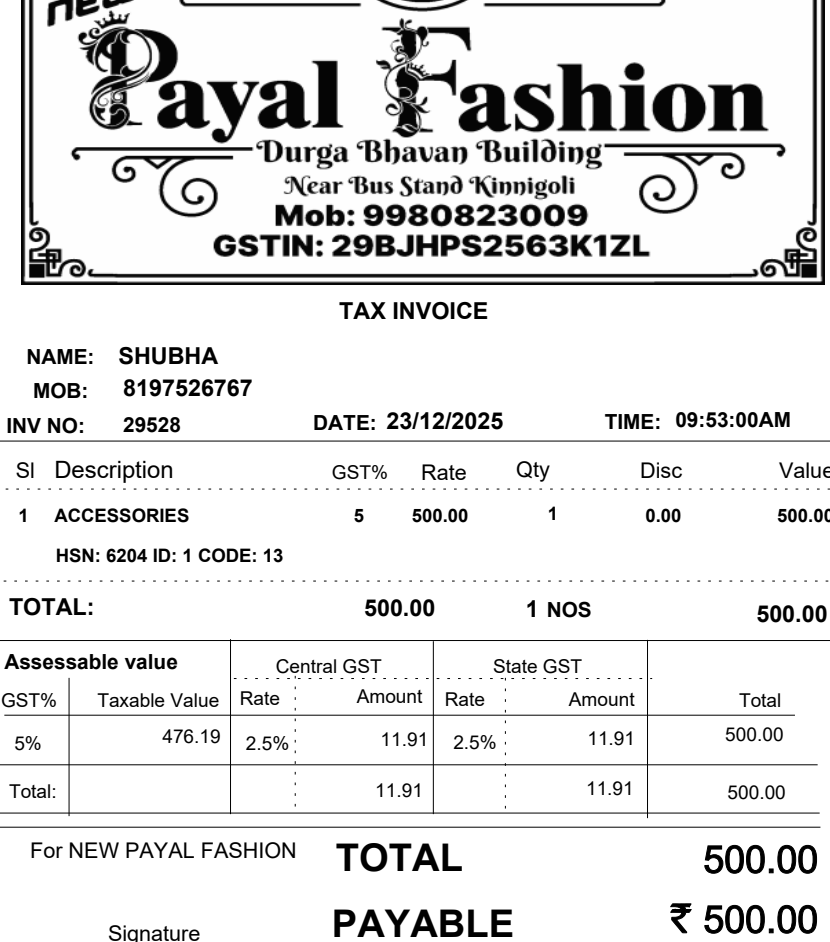 new
Payal Fashion
Durga Bhavan Building
Near Bus Stand Kinnigoli
Mob: 9980823009
GSTIN: 29BJHPS2563K1ZL
TAX INVOICE
NAME: SHUBHA
MOB: 8197526767
INV NO: 29528 DATE: 23/12/2025 TIME: 09:53:00AM
Sl Description GST% Rate Qty Disc Value
1 ACCESSORIES 5 500.00 1 0.00 500.00
HSN: 6204 ID: 1 CODE: 13
TOTAL: 500.00 1 NOS 500.00
Assessable value Central GST State GST
GST% Taxable Value Rate Amount Rate Amount Total
5% 476.19 2.5% 11.91 2.5% 11.91 500.00
Total: 11.91 11.91 500.00
For NEW PAYAL FASHION TOTAL 500.00
Signature PAYABLE ₹ 500.00